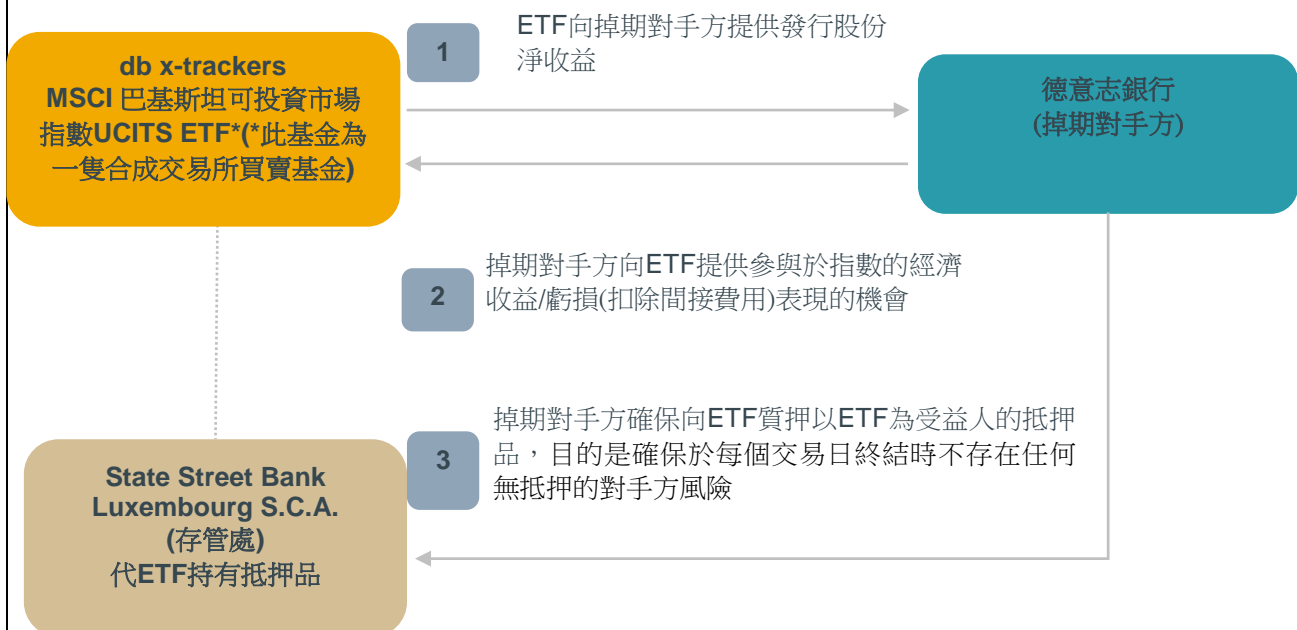 db x-trackers
MSCI 巴基斯坦可投資市場
指數UCITS ETF*(*此基金為
一隻合成交易所買賣基金)
1
ETF向掉期對手方提供發行股份
淨收益
德意志銀行
(掉期對手方)
2
掉期對手方向ETF提供參與於指數的經濟
收益/虧損(扣除間接費用)表現的機會
3
掉期對手方確保向ETF質押以ETF為受益人的抵押
品，目的是確保於每個交易日終結時不存在任何
無抵押的對手方風險
State Street Bank
Luxembourg S.C.A.
(存管處)
代ETF持有抵押品